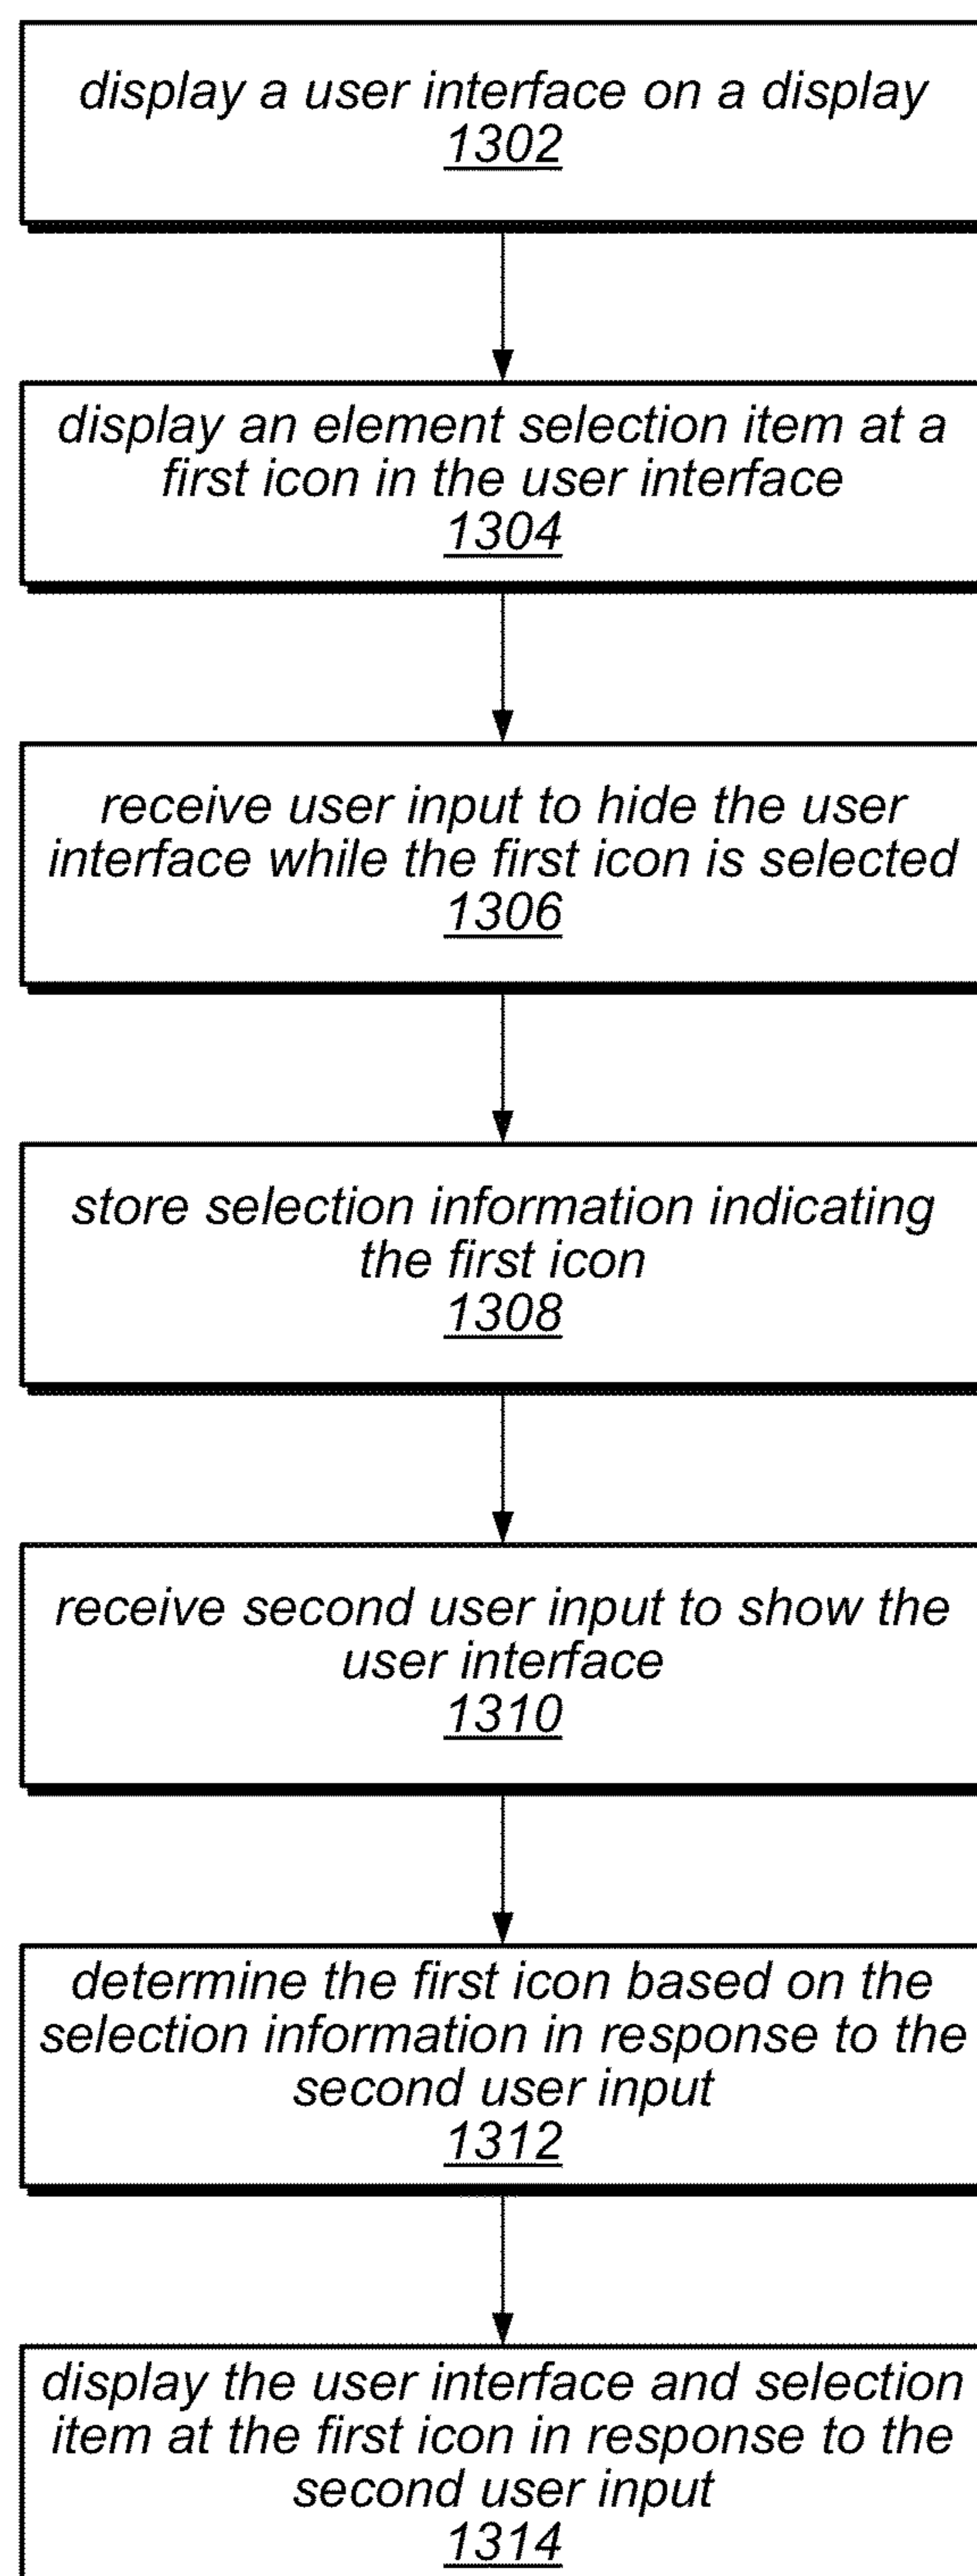 display a user interface on a display
1302
display an element selection item at a
first icon in the user interface
1304
receive user input to hide the user
interface while the first icon is selected
1306
store selection information indicating
the first icon
1308
receive second user input to show the
user interface
1310
determine the first icon based on the
selection information in response to the
second user input
1312
display the user interface and selection
item at the first icon in response to the
second user input
1314